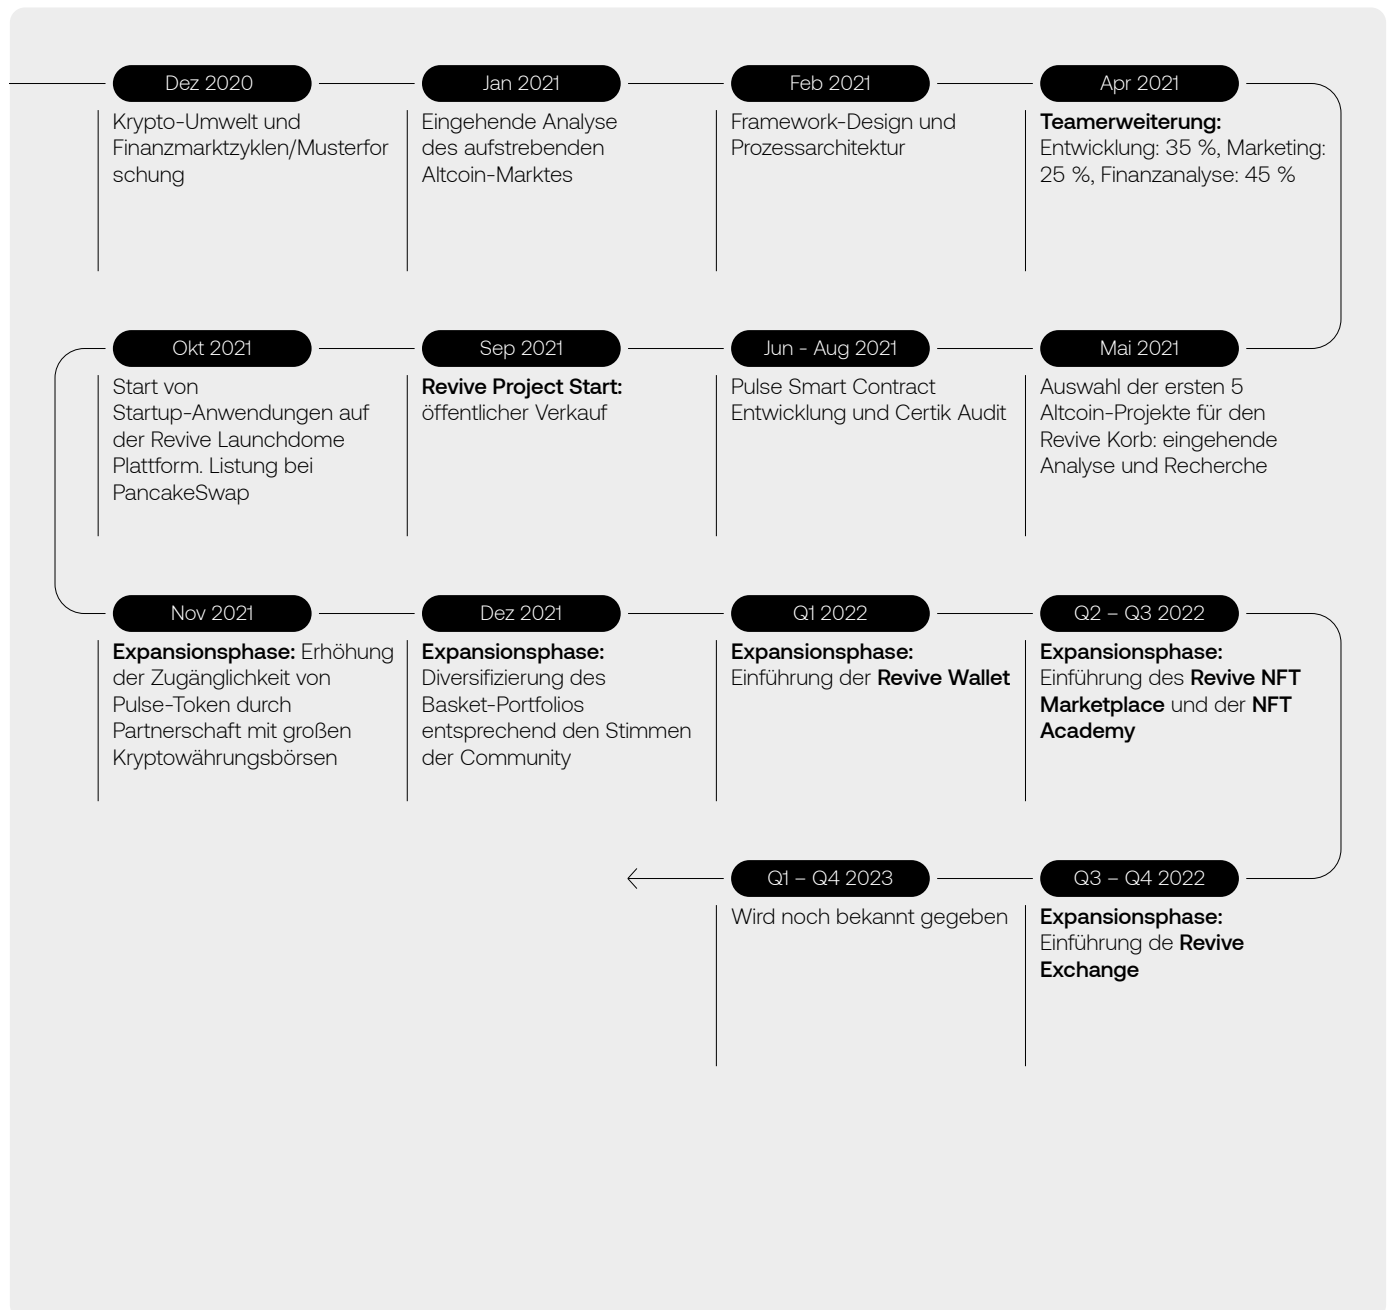 Dez 2020
Krypto-Umwelt und
Finanzmarktzyklen/Musterfor
schung
Jan 2021
Eingehende Analyse
des aufstrebenden
Altcoin-Marktes
Feb 2021
Framework-Design und
Prozessarchitektur
Apr 2021
Teamerweiterung:
Entwicklung: 35 %, Marketing:
25 %, Finanzanalyse: 45 %
Mai 2021
Auswahl der ersten 5
Altcoin-Projekte für den
Revive Korb: eingehende
Analyse und Recherche
Jun - Aug 2021
Pulse Smart Contract
Entwicklung und Certik Audit
Sep 2021
Revive Project Start:
öffentlicher Verkauf
Okt 2021
Start von
Startup-Anwendungen auf
der Revive Launchdome
Plattform. Listung bei
PancakeSwap
Nov 2021
Expansionsphase: Erhöhung
der Zugänglichkeit von
Pulse-Token durch
Partnerschaft mit großen
Kryptowährungsbörsen
Dez 2021
Expansionsphase:
Diversifizierung des
Basket-Portfolios
entsprechend den Stimmen
der Community
Q1 2022
Expansionsphase:
Einführung der Revive Wallet
Q2 – Q3 2022
Expansionsphase:
Einführung des Revive NFT
Marketplace und der NFT
Academy
Q3 – Q4 2022
Expansionsphase:
Einführung de Revive
Exchange
Q1 – Q4 2023
Wird noch bekannt gegeben